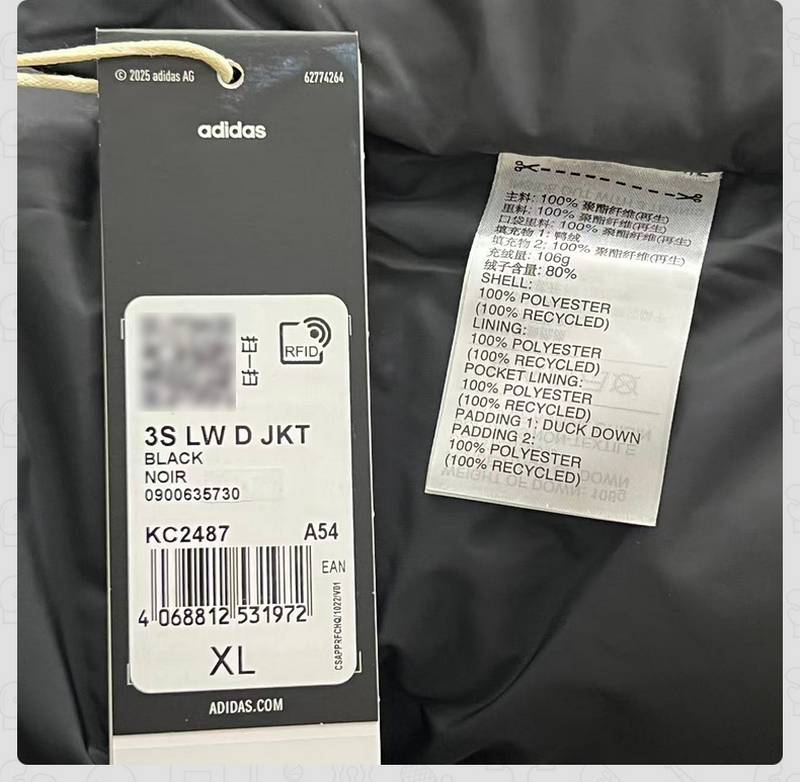 © 2025 adidas AG
62774264
adidas
RFID
3S LW D JKT
BLACK
NOIR
0900635730
KC2487
A54
EAN
4 068812 531972
CSAPPRFCHQ/1022/V01
XL
ADIDAS.COM
主料: 100% 聚酯纤维(再生)
里料: 100% 聚酯纤维(再生)
口袋里料: 100% 聚酯纤维(再生)
填充物 1: 鸭绒
填充物 2: 100% 聚酯纤维(再生)
充绒量: 106g
绒子含量: 80%
SHELL:
100% POLYESTER
(100% RECYCLED)
LINING:
100% POLYESTER
(100% RECYCLED)
POCKET LINING:
100% POLYESTER
(100% RECYCLED)
PADDING 1: DUCK DOWN
PADDING 2:
100% POLYESTER
(100% RECYCLED)